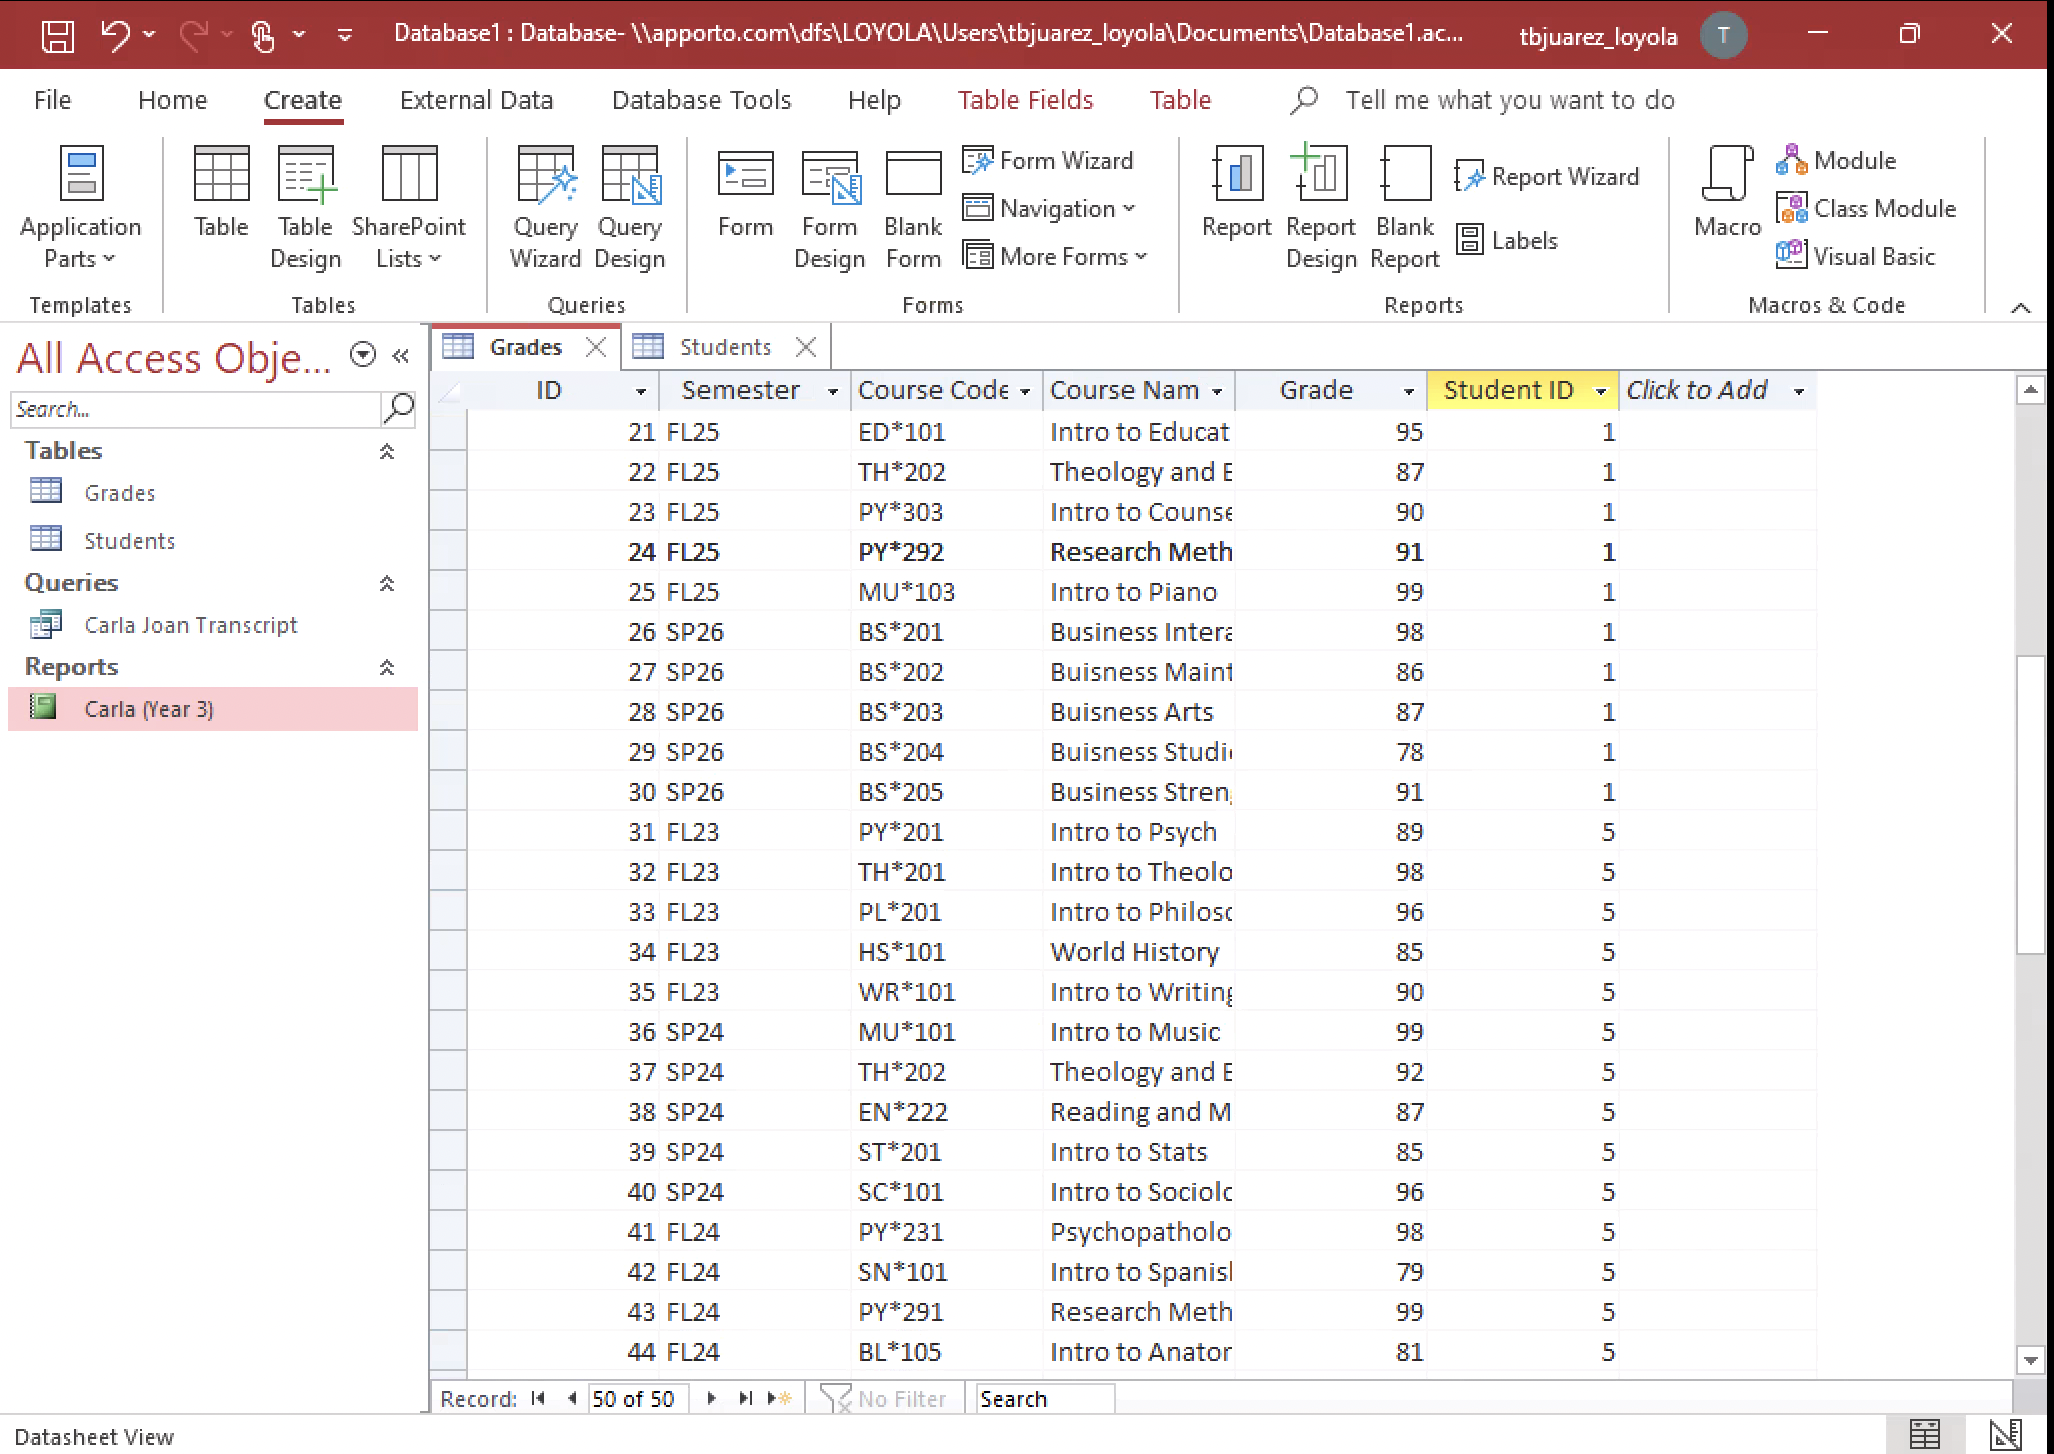 Database1 : Database- \\apporto.com\dfs\LOYOLA\Users\tbjuarez_loyola\Documents\Database1.ac... tbjuarez_loyola T
File Home Create External Data Database Tools Help Table Fields Table Tell me what you want to do
Application Parts
Templates
Table
Table Design
SharePoint Lists
Tables
Query Wizard
Query Design
Queries
Form
Form Design
Blank Form
Form Wizard
Navigation
More Forms
Forms
Report
Report Design
Blank Report
Report Wizard
Labels
Reports
Macro
Module
Class Module
Visual Basic
Macros & Code
All Access Obje...
Search...
Tables
Grades
Students
Queries
Carla Joan Transcript
Reports
Carla (Year 3)
Grades Students
ID Semester Course Code Course Nam Grade Student ID Click to Add
21 FL25 ED*101 Intro to Educat 95 1
22 FL25 TH*202 Theology and E 87 1
23 FL25 PY*303 Intro to Counse 90 1
24 FL25 PY*292 Research Meth 91 1
25 FL25 MU*103 Intro to Piano 99 1
26 SP26 BS*201 Business Intera 98 1
27 SP26 BS*202 Buisness Maint 86 1
28 SP26 BS*203 Buisness Arts 87 1
29 SP26 BS*204 Buisness Studi 78 1
30 SP26 BS*205 Business Streng 91 1
31 FL23 PY*201 Intro to Psych 89 5
32 FL23 TH*201 Intro to Theolo 98 5
33 FL23 PL*201 Intro to Philoso 96 5
34 FL23 HS*101 World History 85 5
35 FL23 WR*101 Intro to Writing 90 5
36 SP24 MU*101 Intro to Music 99 5
37 SP24 TH*202 Theology and E 92 5
38 SP24 EN*222 Reading and M 87 5
39 SP24 ST*201 Intro to Stats 85 5
40 SP24 SC*101 Intro to Sociolo 96 5
41 FL24 PY*231 Psychopatholo 98 5
42 FL24 SN*101 Intro to Spanish 79 5
43 FL24 PY*291 Research Meth 99 5
44 FL24 BL*105 Intro to Anator 81 5
Record: 50 of 50 No Filter Search
Datasheet View